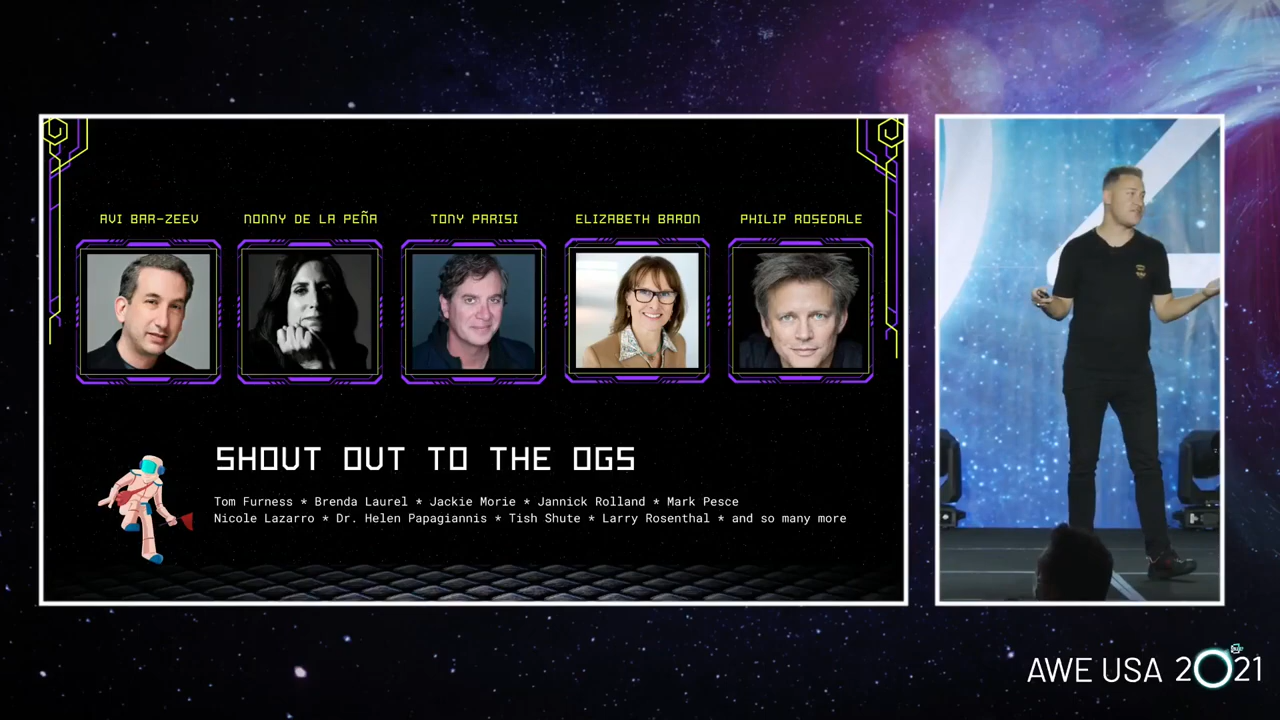 AVI BAR-ZEEV
NONNY DE LA PEÑA
TONY PARISI
ELIZABETH BARON
PHILIP ROSEDALE
SHOUT OUT TO THE OGS
Tom Furness * Brenda Laurel * Jackie Morie * Jannick Rolland * Mark Pesce
Nicole Lazarro * Dr. Helen Papagiannis * Tish Shute * Larry Rosenthal * and so many more
AWE USA 2021